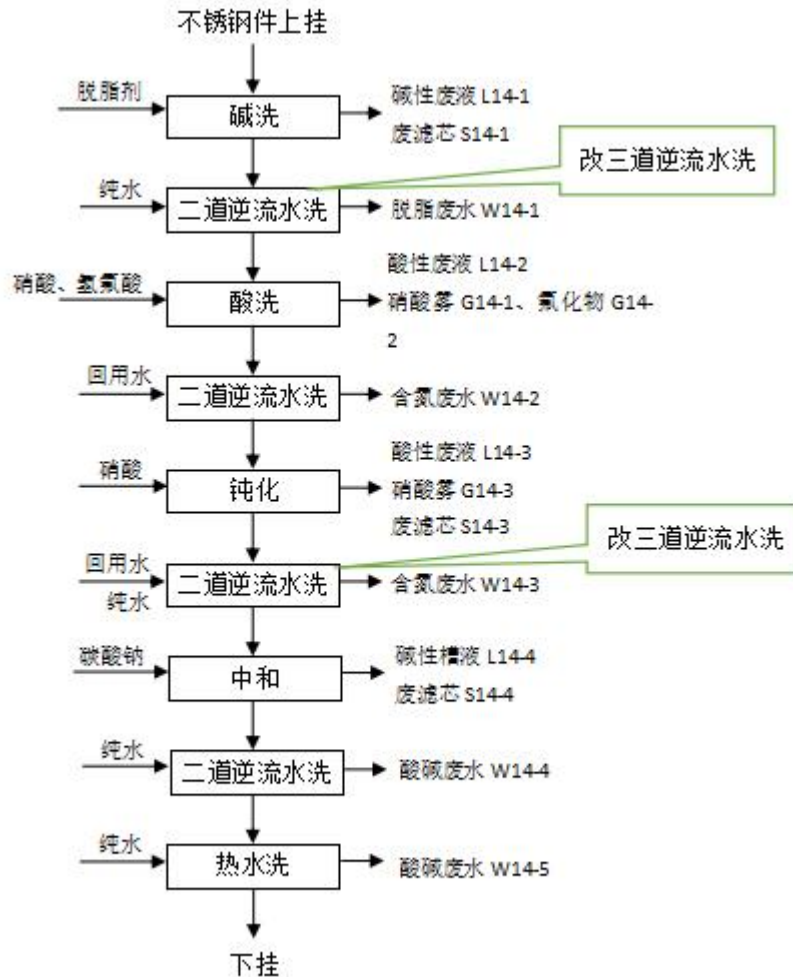 不锈钢件上挂
脱脂剂
碱洗
碱性废液 L14-1
废滤芯 S14-1
改三道逆流水洗
纯水
二道逆流水洗
脱脂废水 W14-1
硝酸、氢氟酸
酸洗
酸性废液 L14-2
硝酸雾 G14-1、氟化物 G14-
2
回用水
二道逆流水洗
含氮废水 W14-2
硝酸
钝化
酸性废液 L14-3
硝酸雾 G14-3
废滤芯 S14-3
改三道逆流水洗
回用水
纯水
二道逆流水洗
含氮废水 W14-3
碳酸钠
中和
碱性槽液 L14-4
废滤芯 S14-4
纯水
二道逆流水洗
酸碱废水 W14-4
纯水
热水洗
酸碱废水 W14-5
下挂